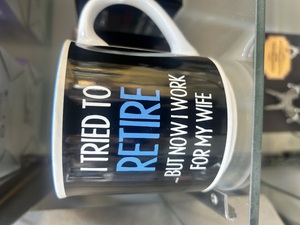 I TRIED TO
RETIRE
~BUT NOW I WORK
FOR MY WIFE